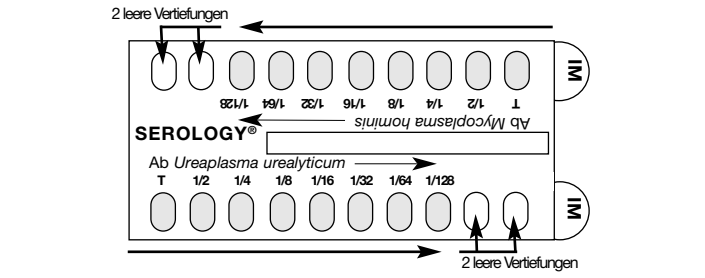 2 leere Vertiefungen
IM
1/128 1/64 1/32 1/16 1/8 1/4 1/2 T
Ab Mycoplasma hominis
SEROLOGY®
Ab Ureaplasma urealyticum
T 1/2 1/4 1/8 1/16 1/32 1/64 1/128
IM
2 leere Vertiefungen